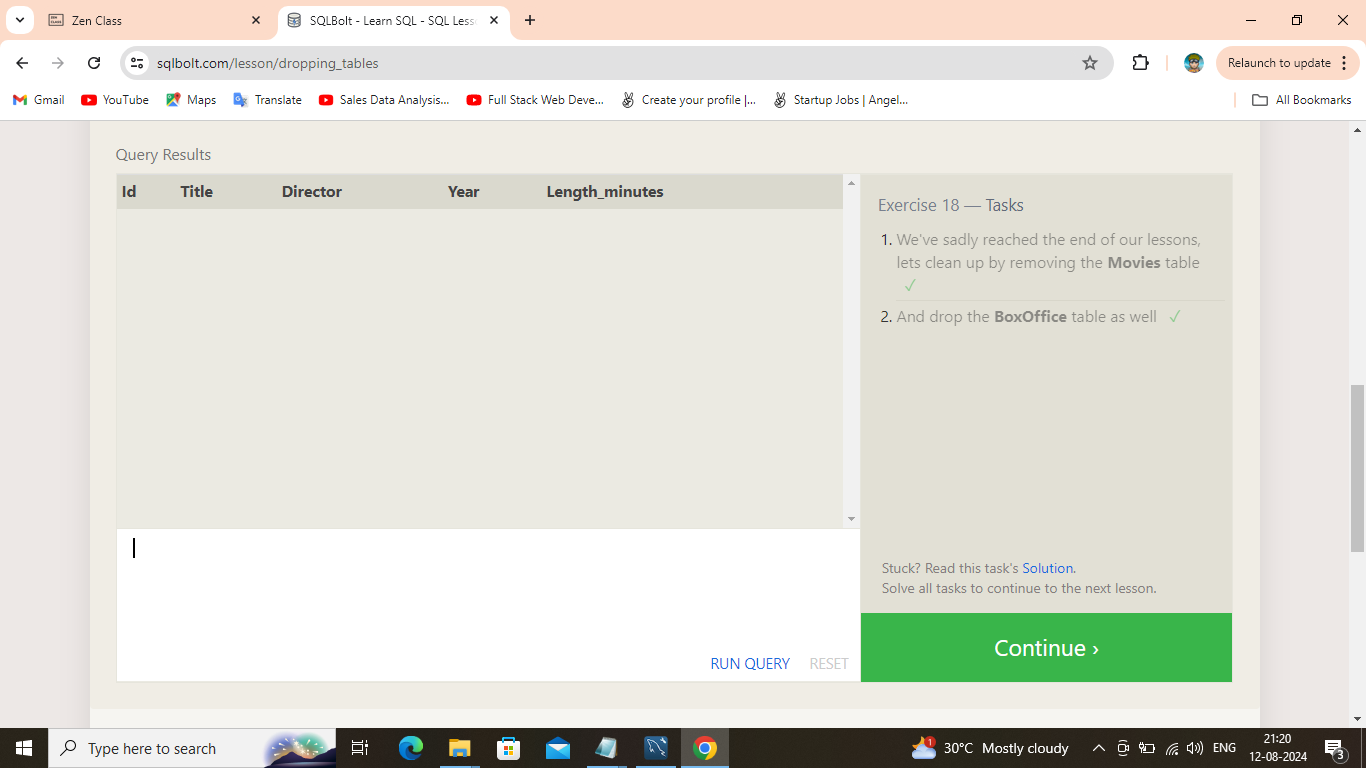 Zen Class
SQLBolt - Learn SQL - SQL Less
sqlbolt.com/lesson/dropping_tables
Relaunch to update
Gmail
YouTube
Maps
Translate
Sales Data Analysis...
Full Stack Web Deve...
Create your profile |...
Startup Jobs | Angel...
All Bookmarks
Query Results
Id Title Director Year Length_minutes
Exercise 18 — Tasks
1. We've sadly reached the end of our lessons,
lets clean up by removing the Movies table
✓
2. And drop the BoxOffice table as well ✓
Stuck? Read this task's Solution.
Solve all tasks to continue to the next lesson.
RUN QUERY RESET
Continue ›
Type here to search
1
30°C Mostly cloudy
ENG
21:20
12-08-2024
3